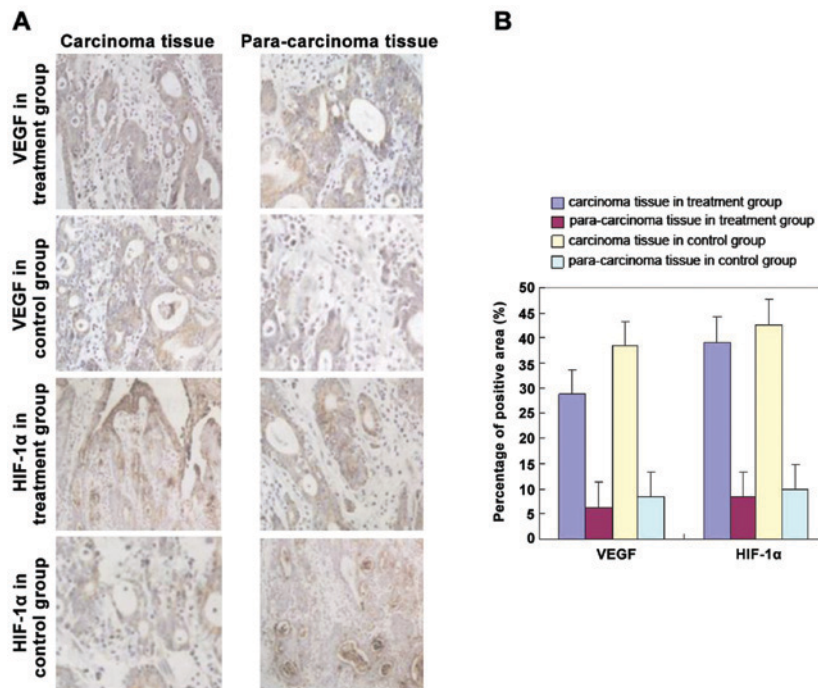 A
Carcinoma tissue
Para-carcinoma tissue
VEGF in
treatment group
VEGF in
control group
HIF-1α in
treatment group
HIF-1α in
control group
B
carcinoma tissue in treatment group
para-carcinoma tissue in treatment group
carcinoma tissue in control group
para-carcinoma tissue in control group
Percentage of positive area (%)
50
45
40
35
30
25
15
10
5
0
VEGF
HIF-1α